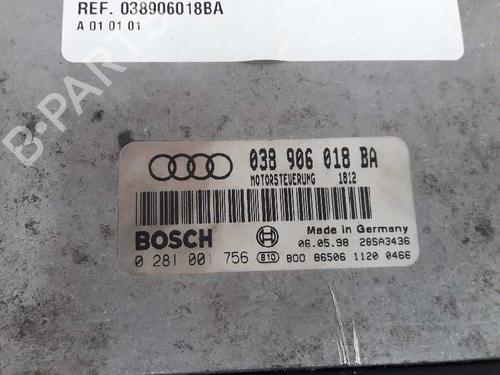 REF. 038906018BA
A 01 01 01
B-PARTS
038 906 018 BA
MOTORSTEUERUNG 1812
BOSCH
Made in Germany
06.05.98 28SA3436
0 281 001 756 810 B00 86506 1120 0466